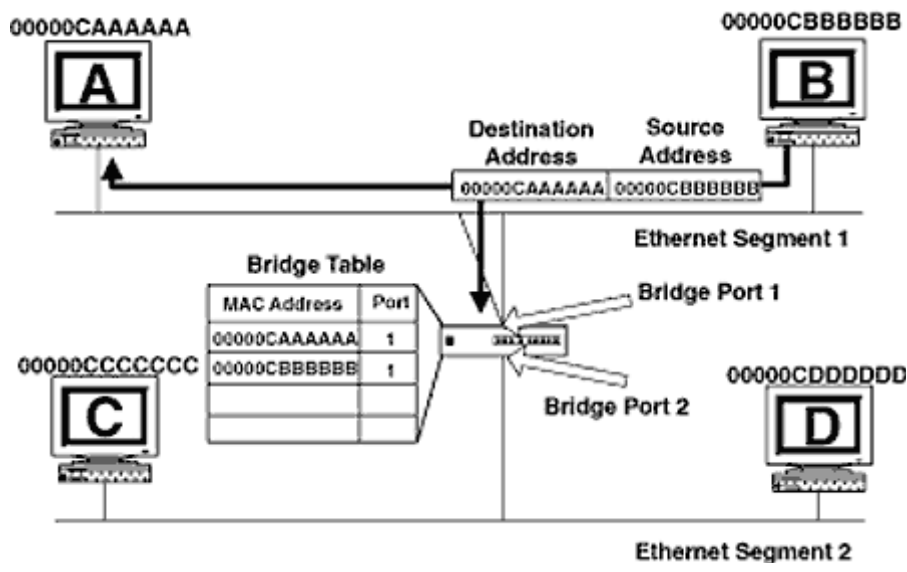 00000CAAAAAA
00000CBBBBBB
A
B
Destination
Address
Source
Address
00000CAAAAAA 00000CBBBBBB
Ethernet Segment 1
Bridge Table
Bridge Port 1
MAC Address Port
00000CAAAAAA 1
00000CBBBBBB 1
00000CCCCCCC
00000CDDDDDD
Bridge Port 2
C
D
Ethernet Segment 2